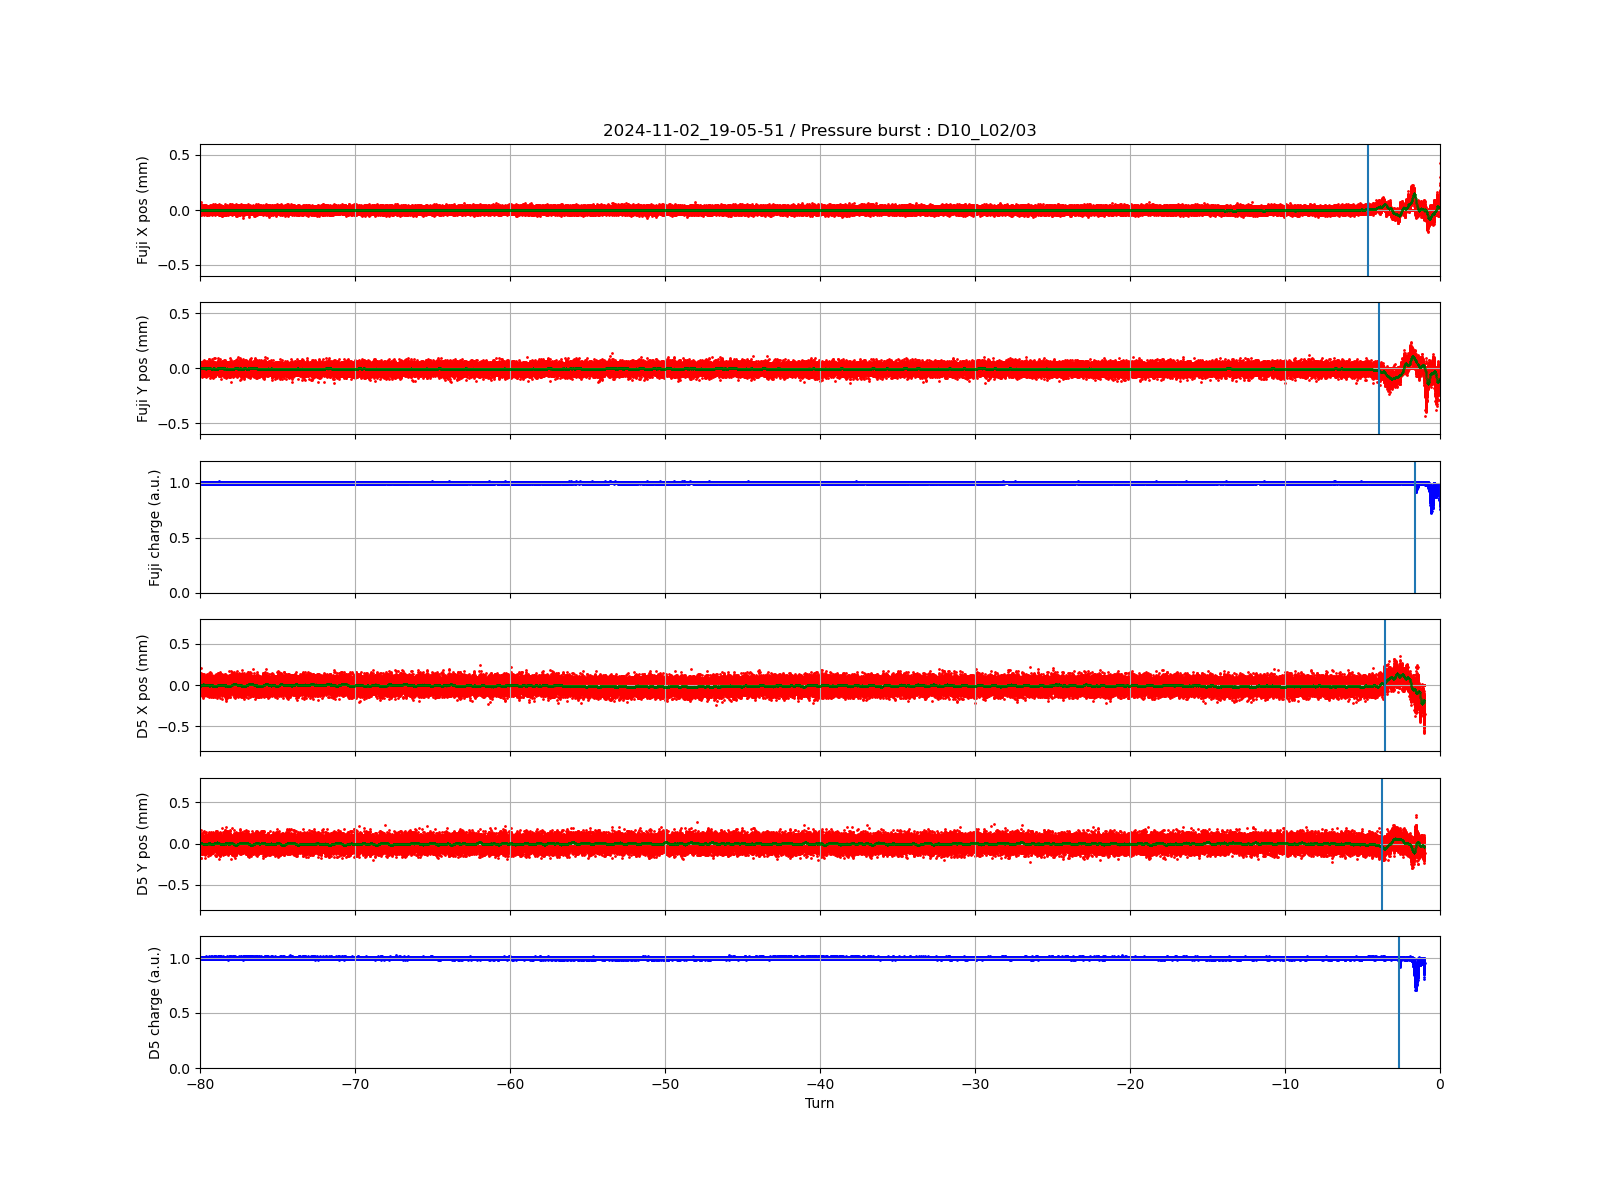 2024-11-02_19-05-51 / Pressure burst : D10_L02/03
Fuji X pos (mm)
0.5
0.0
−0.5
Fuji Y pos (mm)
0.5
0.0
−0.5
Fuji charge (a.u.)
1.0
0.5
0.0
D5 X pos (mm)
0.5
0.0
−0.5
D5 Y pos (mm)
0.5
0.0
−0.5
D5 charge (a.u.)
1.0
0.5
0.0
−80 −70 −60 −50 −40 −30 −20 −10 0
Turn